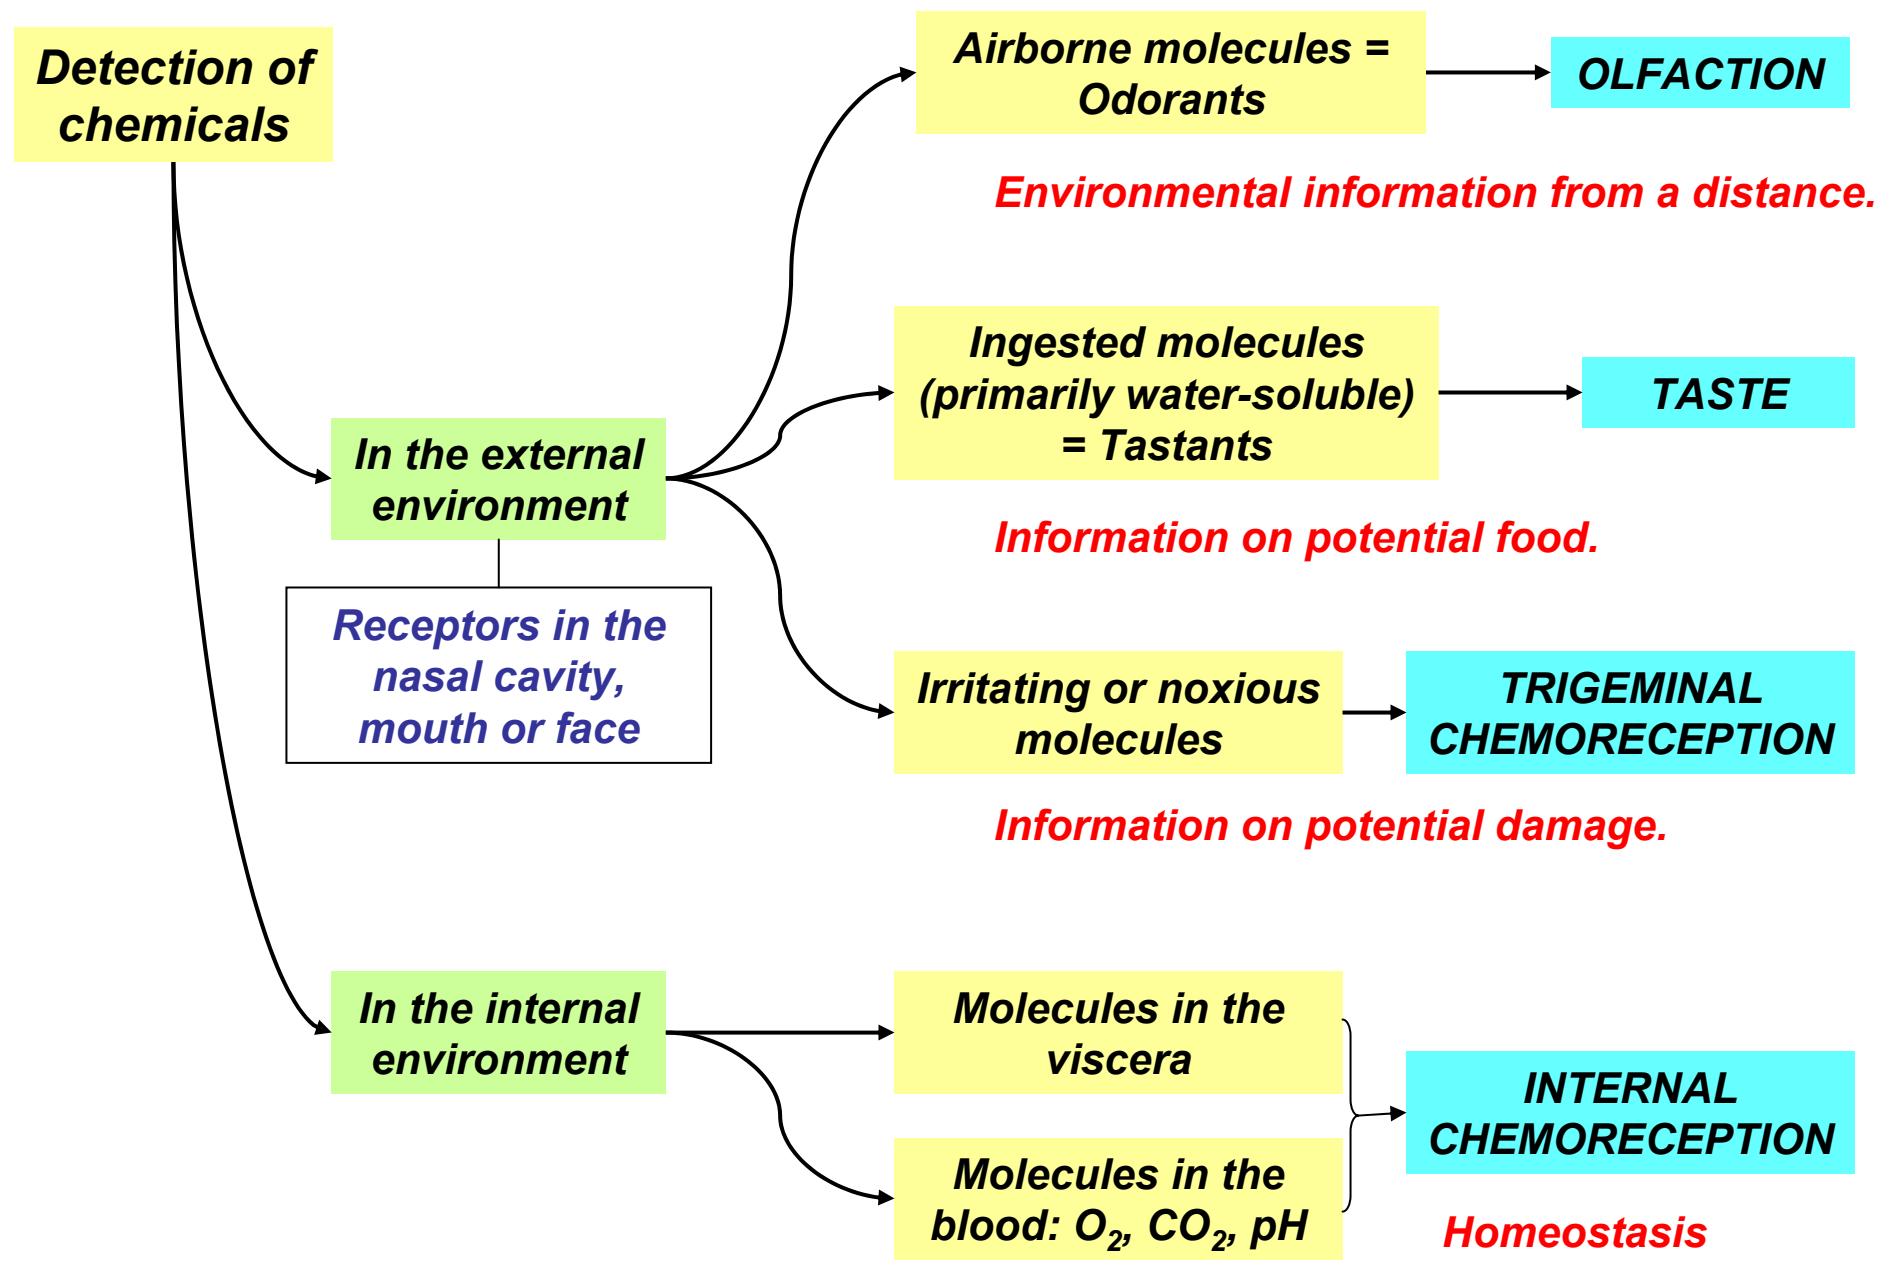 Detection of
chemicals
Airborne molecules =
Odorants
OLFACTION
Environmental information from a distance.
Ingested molecules
(primarily water-soluble)
= Tastants
TASTE
Information on potential food.
In the external
environment
Receptors in the
nasal cavity,
mouth or face
Irritating or noxious
molecules
TRIGEMINAL
CHEMORECEPTION
Information on potential damage.
In the internal
environment
Molecules in the
viscera
Molecules in the
blood: O₂, CO₂, pH
INTERNAL
CHEMORECEPTION
Homeostasis